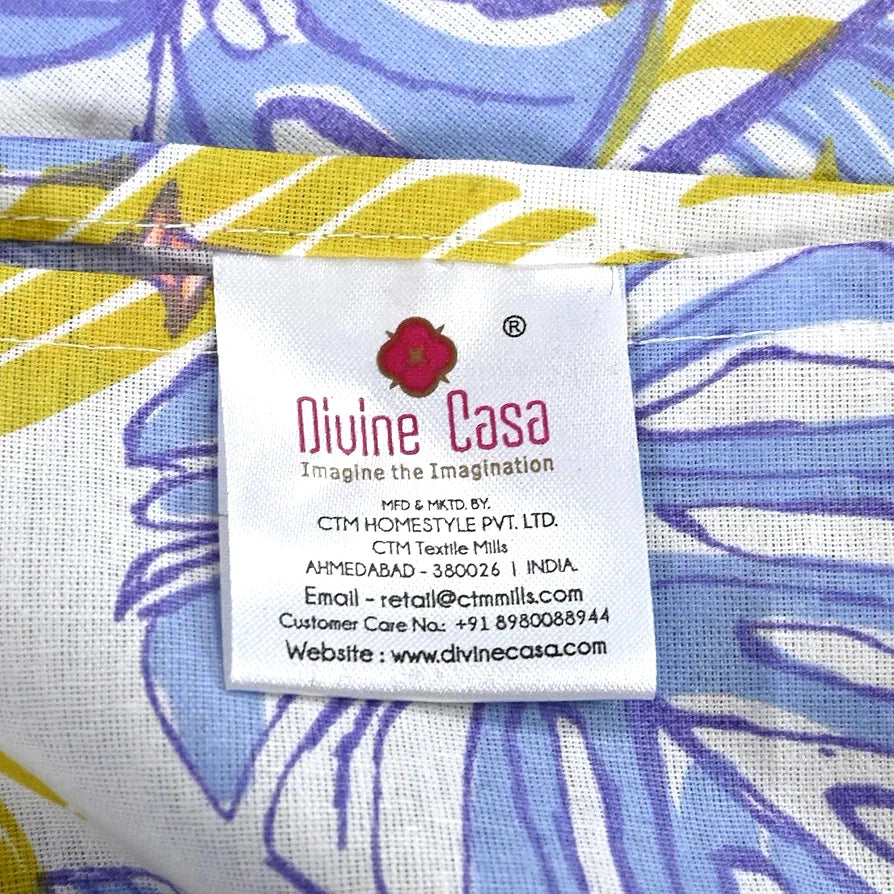 ®
Divine Casa
Imagine the Imagination
MFD & MKTD. BY.
CTM HOMESTYLE PVT. LTD.
CTM Textile Mills
AHMEDABAD - 380026 | INDIA.
Email - retail@ctmmills.com
Customer Care No.: +91 8980088944
Website : www.divinecasa.com